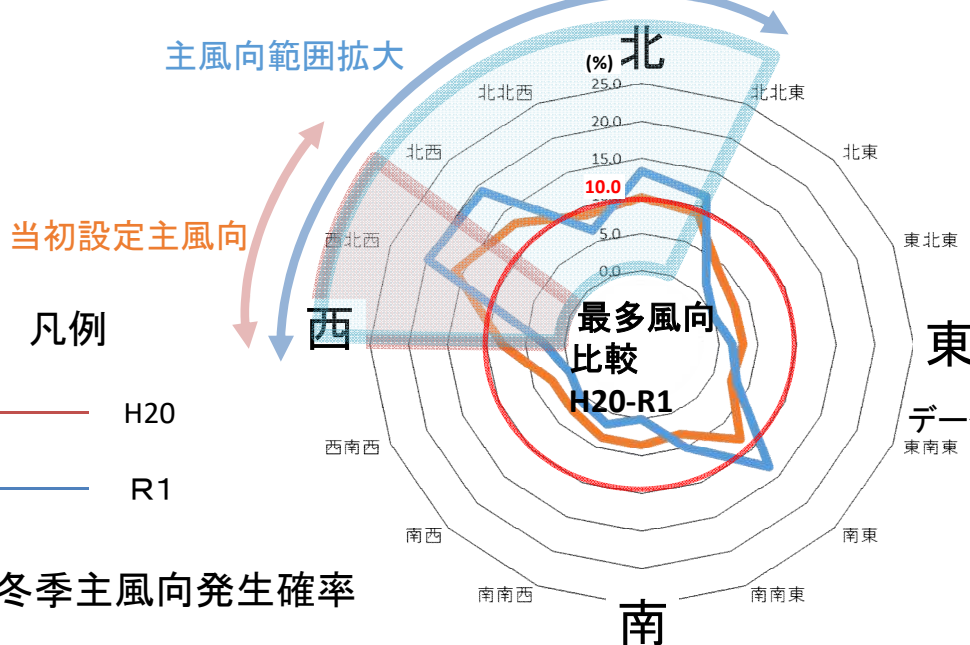 主風向範囲拡大
北
(%)
25.0
北北西
北北東
20.0
北西
15.0
北東
10.0
当初設定主風向
西北西
5.0
東北東
0.0
凡例
西
最多風向
比較
H20-R1
東
H20
デー
西南西
東南東
R1
南西
南東
冬季主風向発生確率
南南西
南南東
南